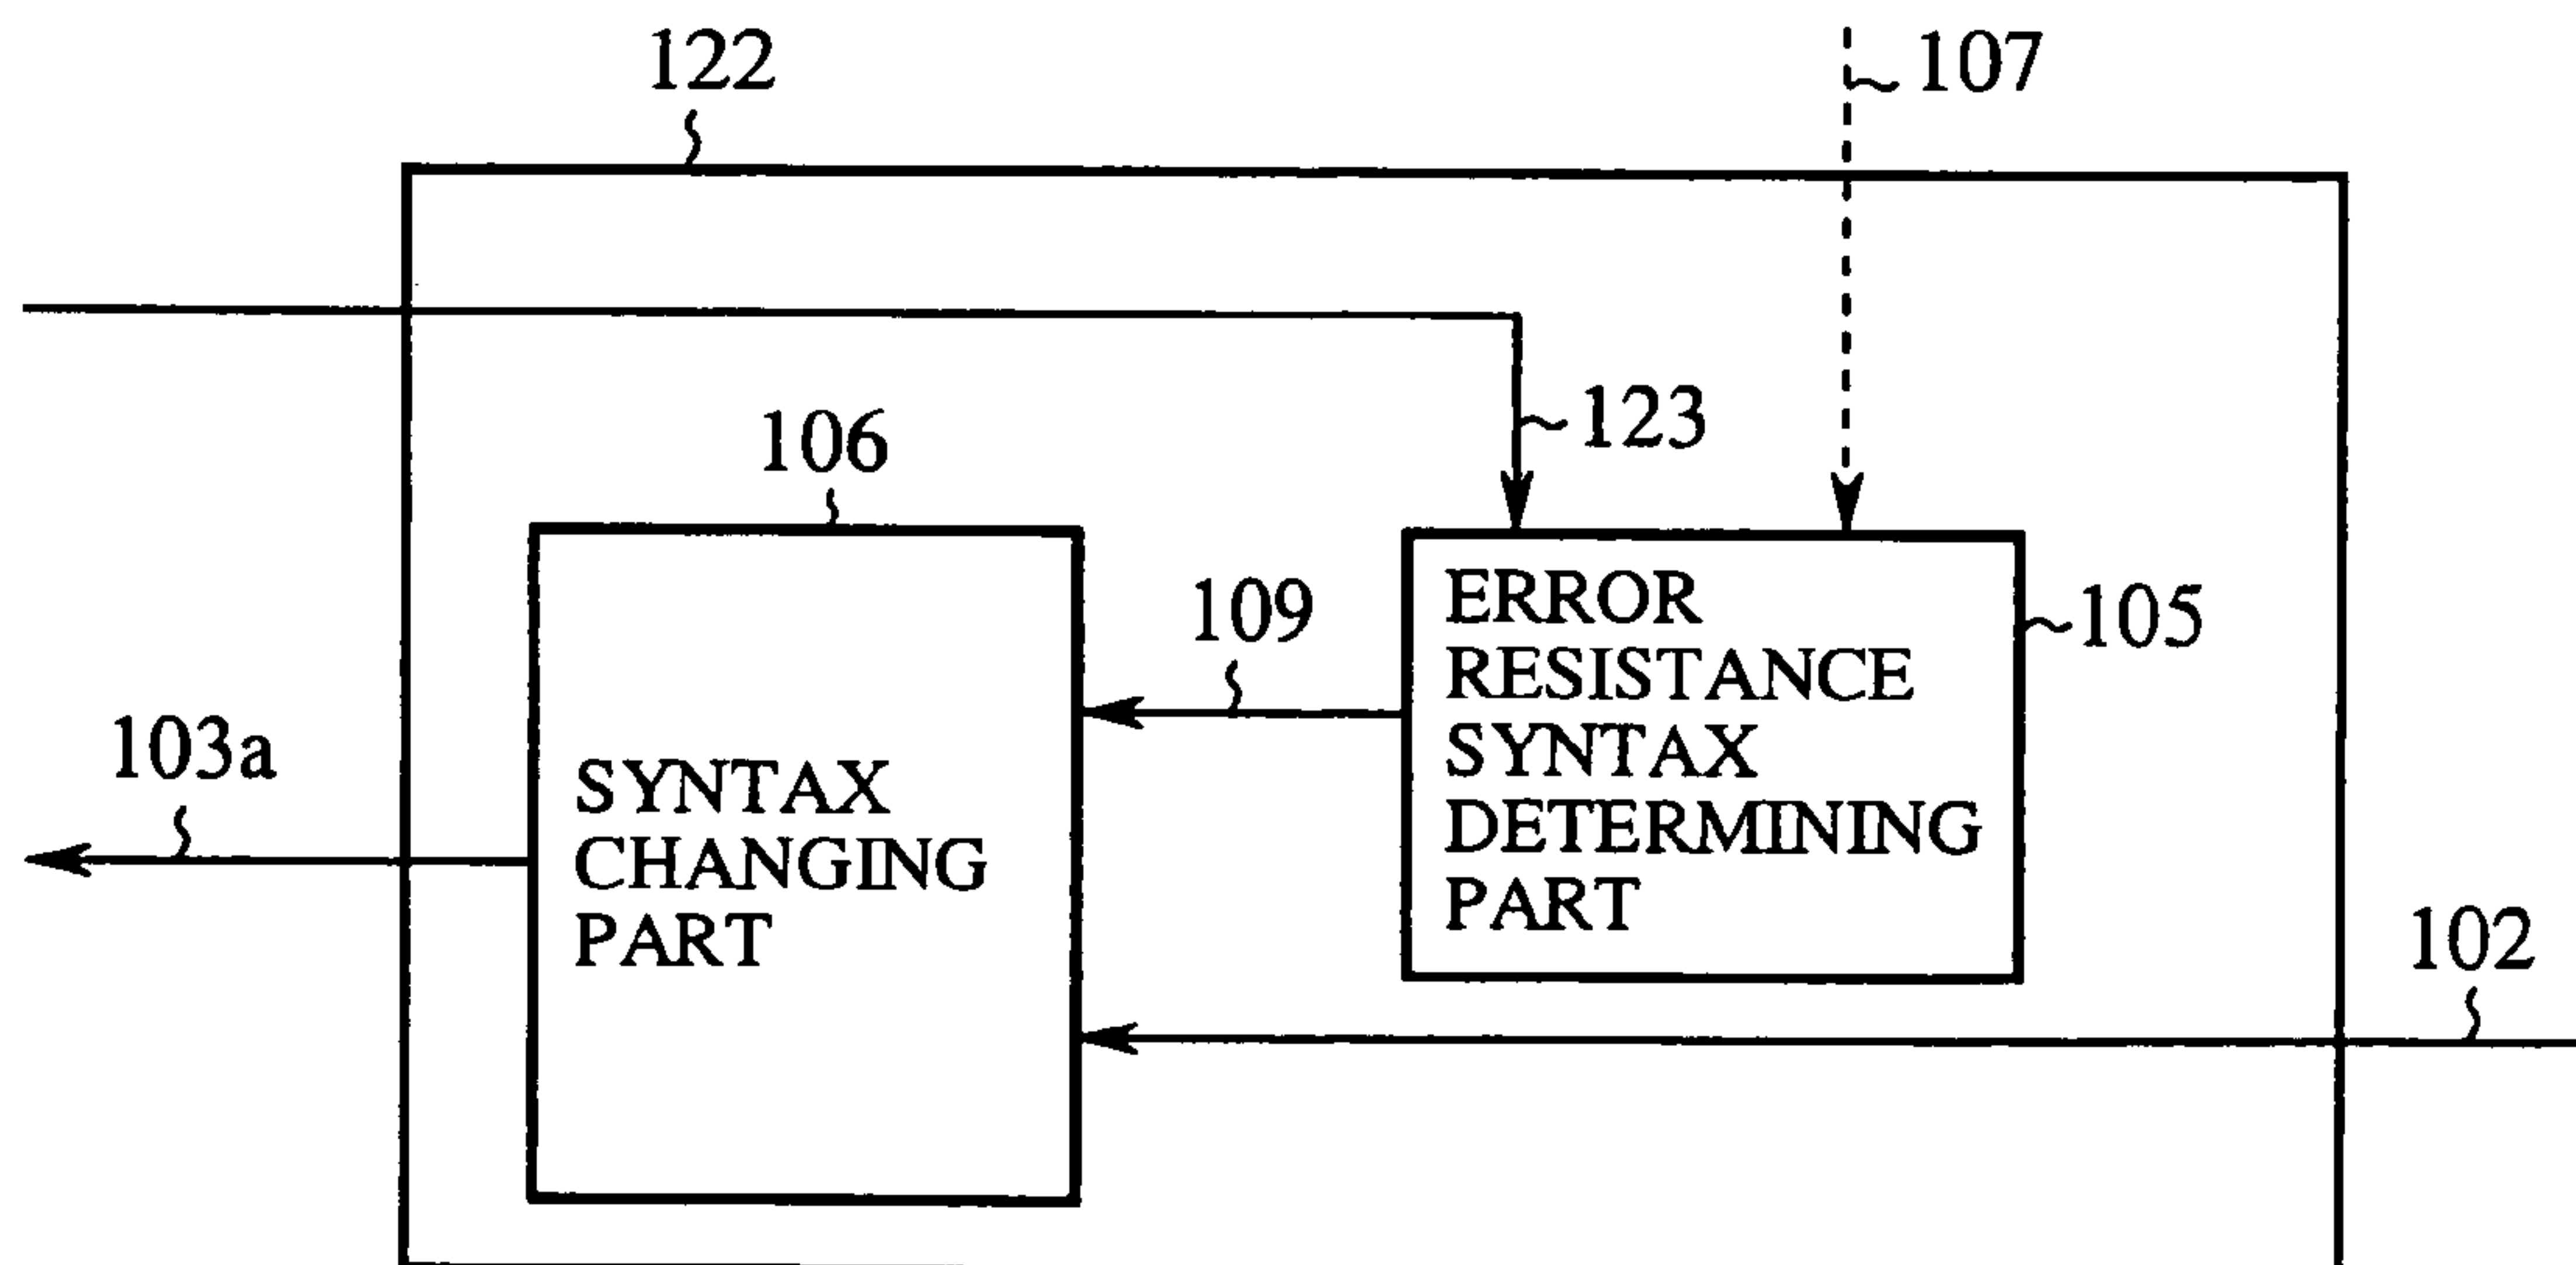 122
107
123
106
109
ERROR
RESISTANCE
SYNTAX
DETERMINING
PART
105
103a
SYNTAX
CHANGING
PART
102